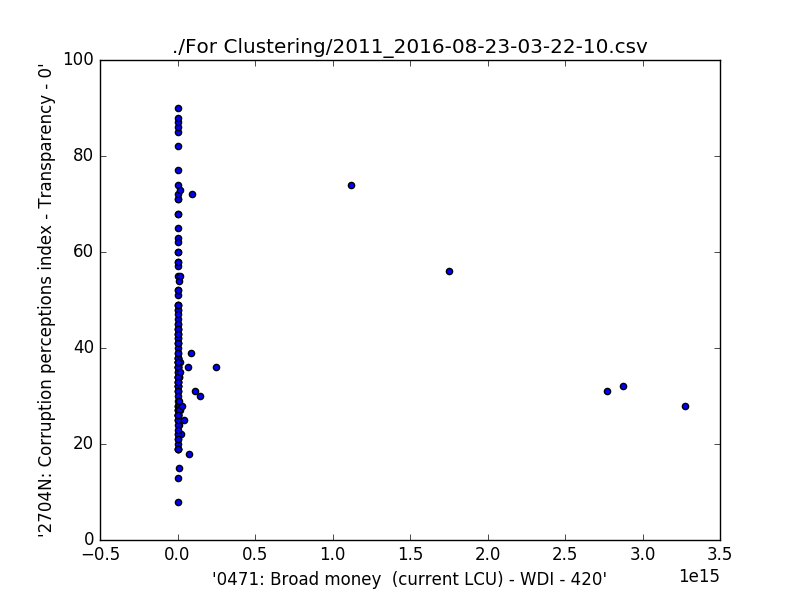 ./For Clustering/2011_2016-08-23-03-22-10.csv
'2704N: Corruption perceptions index - Transparency - 0'
100
80
60
40
20
0
−0.5 0.0 0.5 1.0 1.5 2.0 2.5 3.0 3.5
1e15
'0471: Broad money  (current LCU) - WDI - 420'